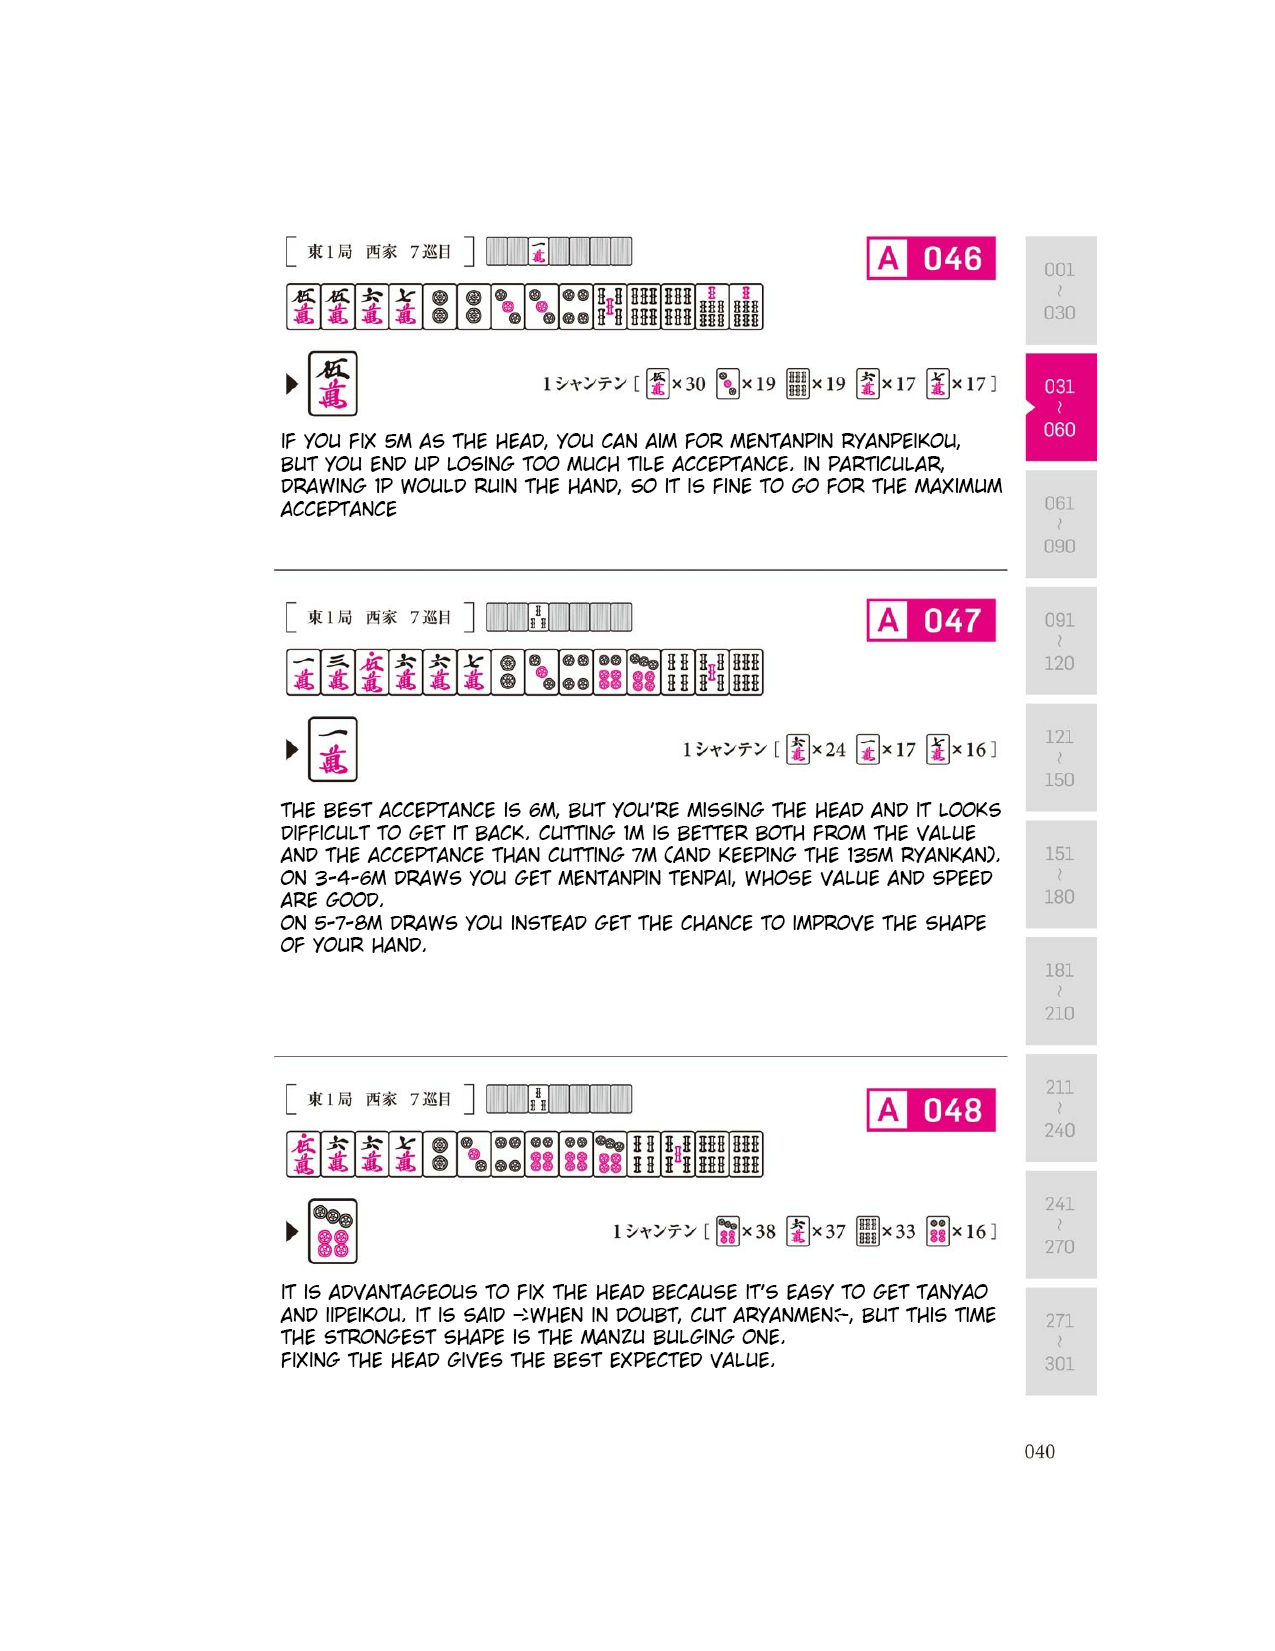 [ 東1局 西家 7巡目 ]
A 046
1シャンテン [ ×30 ×19 ×19 ×17 ×17 ]
IF YOU FIX 5M AS THE HEAD, YOU CAN AIM FOR MENTANPIN RYANPEIKOU,
BUT YOU END UP LOSING TOO MUCH TILE ACCEPTANCE. IN PARTICULAR,
DRAWING 1P WOULD RUIN THE HAND, SO IT IS FINE TO GO FOR THE MAXIMUM
ACCEPTANCE
[ 東1局 西家 7巡目 ]
A 047
1シャンテン [ ×24 ×17 ×16 ]
THE BEST ACCEPTANCE IS 6M, BUT YOU'RE MISSING THE HEAD AND IT LOOKS
DIFFICULT TO GET IT BACK. CUTTING 1M IS BETTER BOTH FROM THE VALUE
AND THE ACCEPTANCE THAN CUTTING 7M (AND KEEPING THE 135M RYANKAN).
ON 3-4-6M DRAWS YOU GET MENTANPIN TENPAI, WHOSE VALUE AND SPEED
ARE GOOD.
ON 5-7-8M DRAWS YOU INSTEAD GET THE CHANCE TO IMPROVE THE SHAPE
OF YOUR HAND.
[ 東1局 西家 7巡目 ]
A 048
1シャンテン [ ×38 ×37 ×33 ×16 ]
IT IS ADVANTAGEOUS TO FIX THE HEAD BECAUSE IT'S EASY TO GET TANYAO
AND IIPEIKOU. IT IS SAID WHEN IN DOUBT, CUT ARYANMEN, BUT THIS TIME
THE STRONGEST SHAPE IS THE MANZU BULGING ONE.
FIXING THE HEAD GIVES THE BEST EXPECTED VALUE.
001
~
030
031
~
060
061
~
090
091
~
120
121
~
150
151
~
180
181
~
210
211
~
240
241
~
270
271
~
301
040